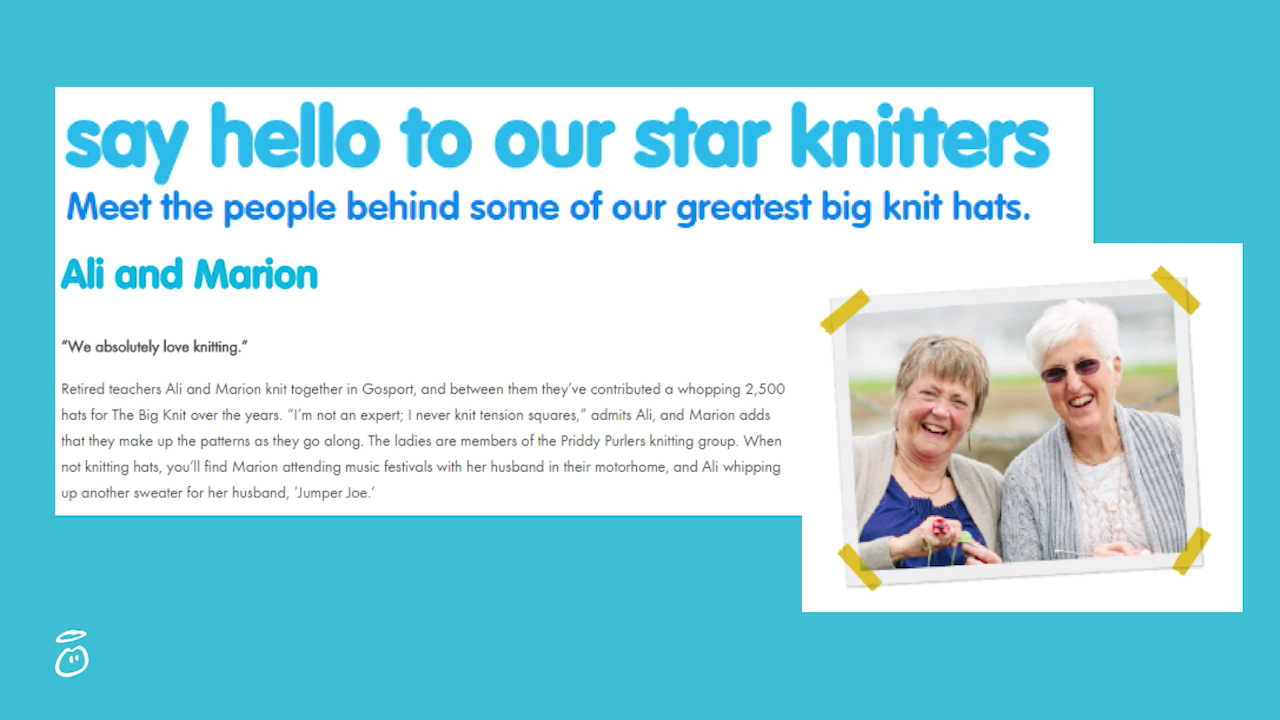 say hello to our star knitters
Meet the people behind some of our greatest big knit hats.
Ali and Marion
“We absolutely love knitting.”
Retired teachers Ali and Marion knit together in Gosport, and between them they’ve contributed a whopping 2,500
hats for The Big Knit over the years. “I’m not an expert; I never knit tension squares,” admits Ali, and Marion adds
that they make up the patterns as they go along. The ladies are members of the Priddy Purlers knitting group. When
not knitting hats, you’ll find Marion attending music festivals with her husband in their motorhome, and Ali whipping
up another sweater for her husband, ‘Jumper Joe.’